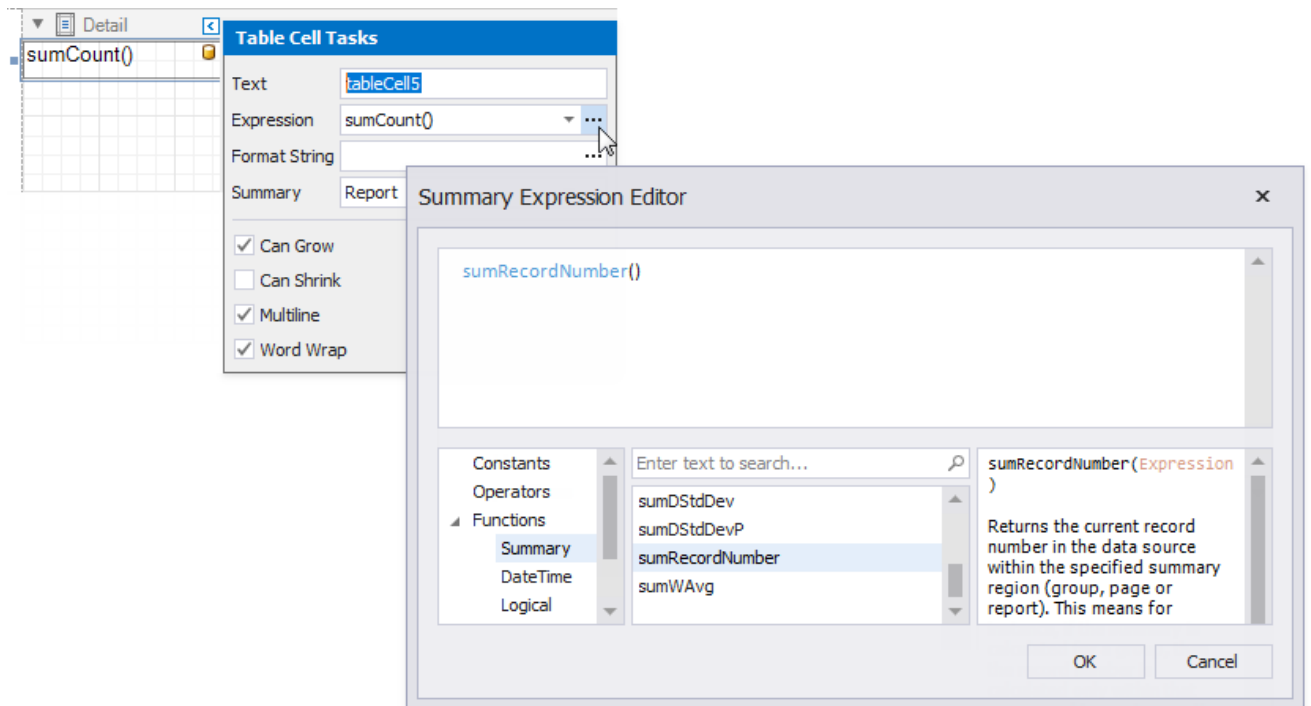 Detail
sumCount()
Table Cell Tasks
Text
tableCell5
Expression
sumCount()
...
Format String
...
Summary
Report
Can Grow
Can Shrink
Multiline
Word Wrap
Summary Expression Editor
sumRecordNumber()
Constants
Operators
Functions
Summary
DateTime
Logical
Enter text to search...
sumDStdDev
sumDStdDevP
sumRecordNumber
sumWAvg
sumRecordNumber(Expression
)
Returns the current record
number in the data source
within the specified summary
region (group, page or
report). This means for
OK
Cancel